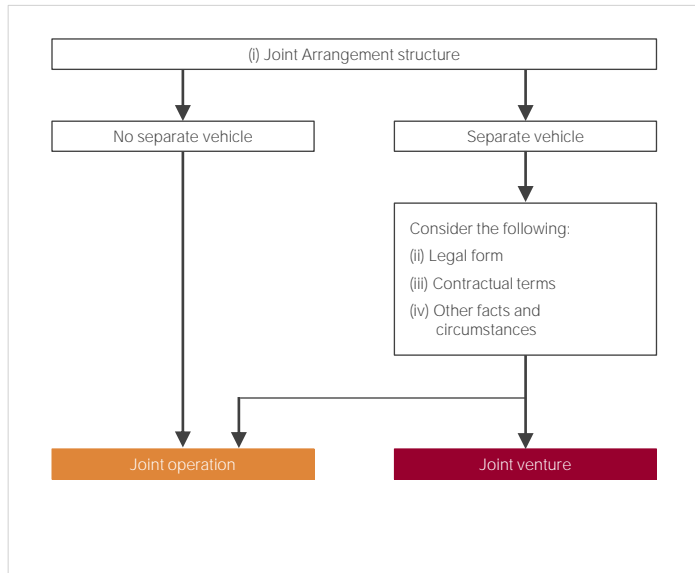 (i) Joint Arrangement structure
No separate vehicle
Separate vehicle
Consider the following:
(ii) Legal form
(iii) Contractual terms
(iv) Other facts and
circumstances
Joint operation
Joint venture